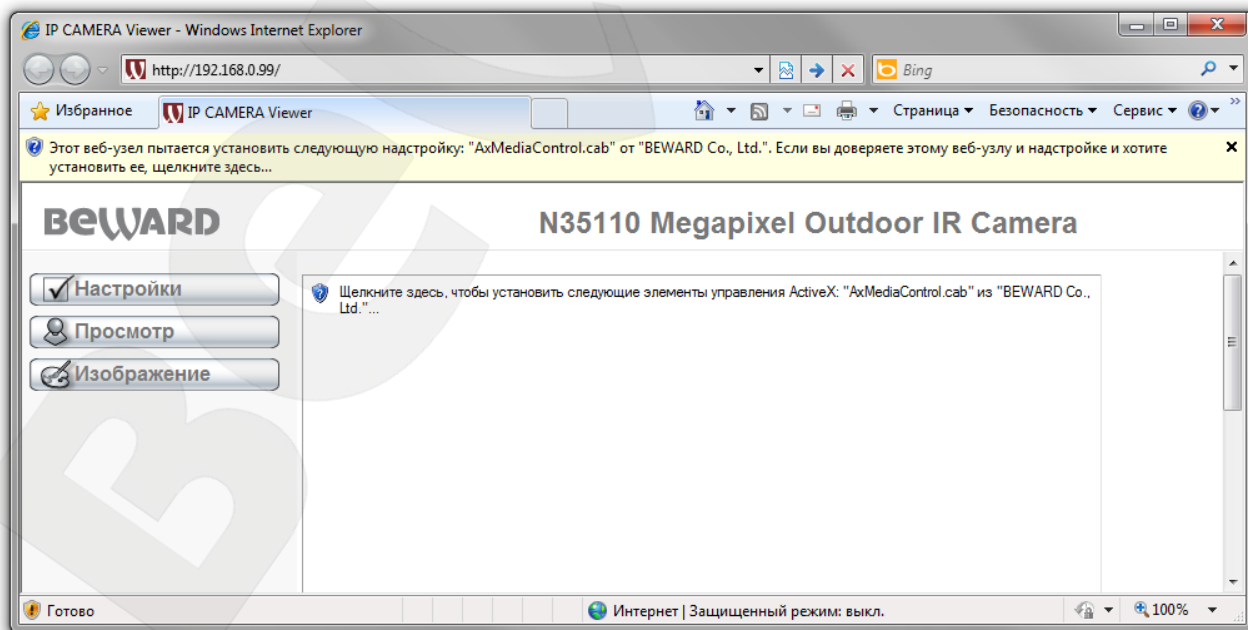 IP CAMERA Viewer - Windows Internet Explorer
http://192.168.0.99/
Bing
Избранное
IP CAMERA Viewer
Страница
Безопасность
Сервис
Этот веб-узел пытается установить следующую надстройку: "AxMediaControl.cab" от "BEWARD Co., Ltd.". Если вы доверяете этому веб-узлу и надстройке и хотите
установить ее, щелкните здесь...
BEWARD
N35110 Megapixel Outdoor IR Camera
Настройки
Просмотр
Изображение
Щелкните здесь, чтобы установить следующие элементы управления ActiveX: "AxMediaControl.cab" из "BEWARD Co.,
Ltd."...
Готово
Интернет | Защищенный режим: выкл.
100%